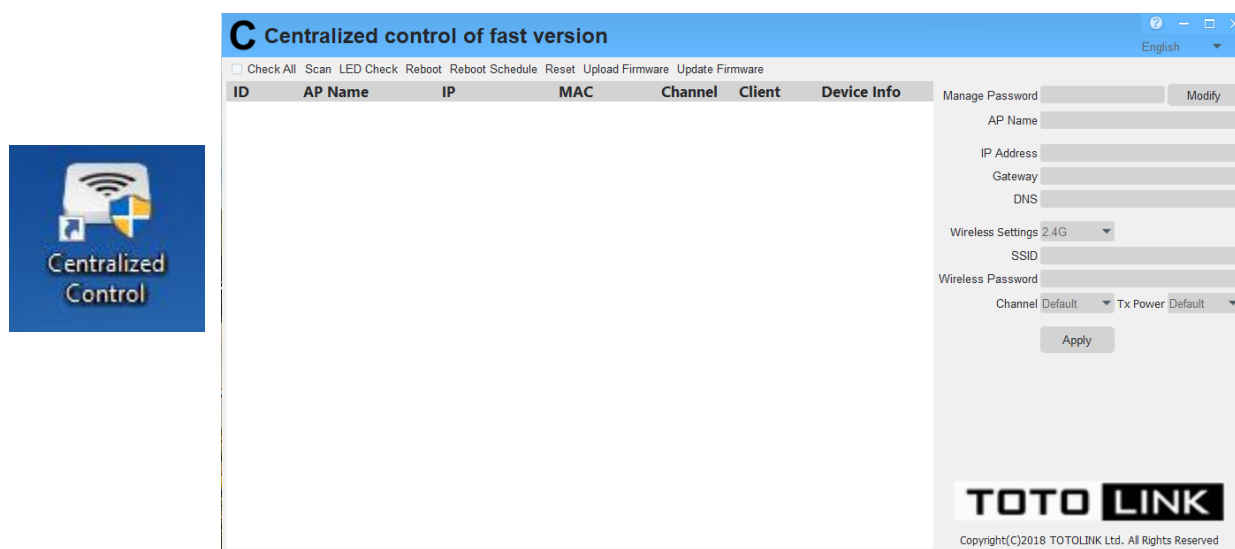 Centralized
Control
C Centralized control of fast version
English
Check All Scan LED Check Reboot Reboot Schedule Reset Upload Firmware Update Firmware
ID AP Name IP MAC Channel Client Device Info
Manage Password Modify
AP Name
IP Address
Gateway
DNS
Wireless Settings 2.4G
SSID
Wireless Password
Channel Default Tx Power Default
Apply
TOTO LINK
Copyright(C)2018 TOTOLINK Ltd. All Rights Reserved